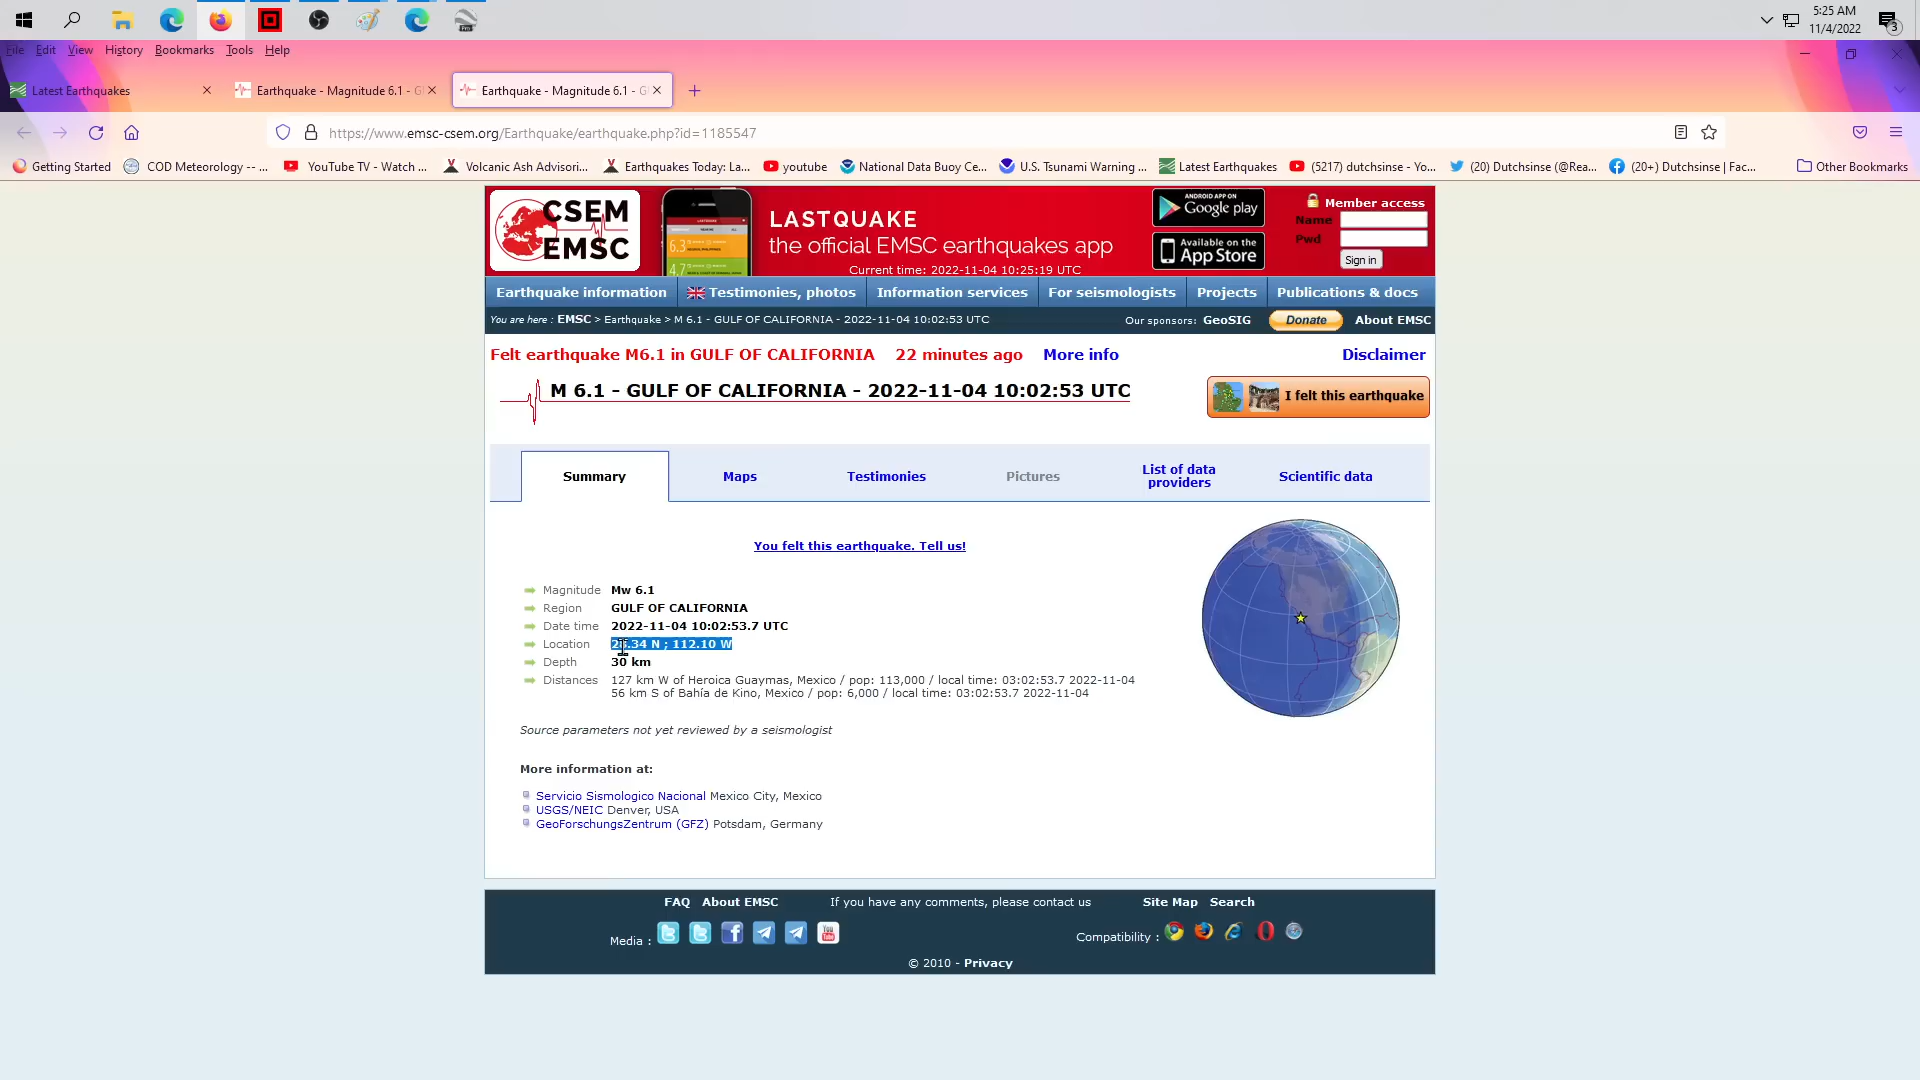 5:25 AM
11/4/2022
3
File Edit View History Bookmarks Tools Help
Latest Earthquakes
Earthquake - Magnitude 6.1 - G
Earthquake - Magnitude 6.1 - G
https://www.emsc-csem.org/Earthquake/earthquake.php?id=1185547
Getting Started COD Meteorology -- ... YouTube TV - Watch ... Volcanic Ash Advisori... Earthquakes Today: La... youtube National Data Buoy Ce... U.S. Tsunami Warning ... Latest Earthquakes (5217) dutchsinse - Yo... (20) Dutchsinse (@Rea... (20+) Dutchsinse | Fac... Other Bookmarks
CSEM
EMSC
6.3
4.7
LASTQUAKE
the official EMSC earthquakes app
Current time: 2022-11-04 10:25:19 UTC
ANDROID APP ON
Google play
Available on the
App Store
Member access
Name
Pwd
Sign in
Earthquake information Testimonies, photos Information services For seismologists Projects Publications & docs
You are here : EMSC > Earthquake > M 6.1 - GULF OF CALIFORNIA - 2022-11-04 10:02:53 UTC
Our sponsors: GeoSIG Donate About EMSC
Felt earthquake M6.1 in GULF OF CALIFORNIA 22 minutes ago More info Disclaimer
M 6.1 - GULF OF CALIFORNIA - 2022-11-04 10:02:53 UTC
I felt this earthquake
Summary Maps Testimonies Pictures List of data providers Scientific data
You felt this earthquake. Tell us!
Magnitude Mw 6.1
Region GULF OF CALIFORNIA
Date time 2022-11-04 10:02:53.7 UTC
Location N ; 112.10 W
Depth 30 km
Distances 127 km W of Heroica Guaymas, Mexico / pop: 113,000 / local time: 03:02:53.7 2022-11-04
56 km S of Bahía de Kino, Mexico / pop: 6,000 / local time: 03:02:53.7 2022-11-04
Source parameters not yet reviewed by a seismologist
More information at:
Servicio Sismologico Nacional Mexico City, Mexico
USGS/NEIC Denver, USA
GeoForschungsZentrum (GFZ) Potsdam, Germany
FAQ About EMSC If you have any comments, please contact us Site Map Search
Media : You Tube Compatibility :
© 2010 - Privacy